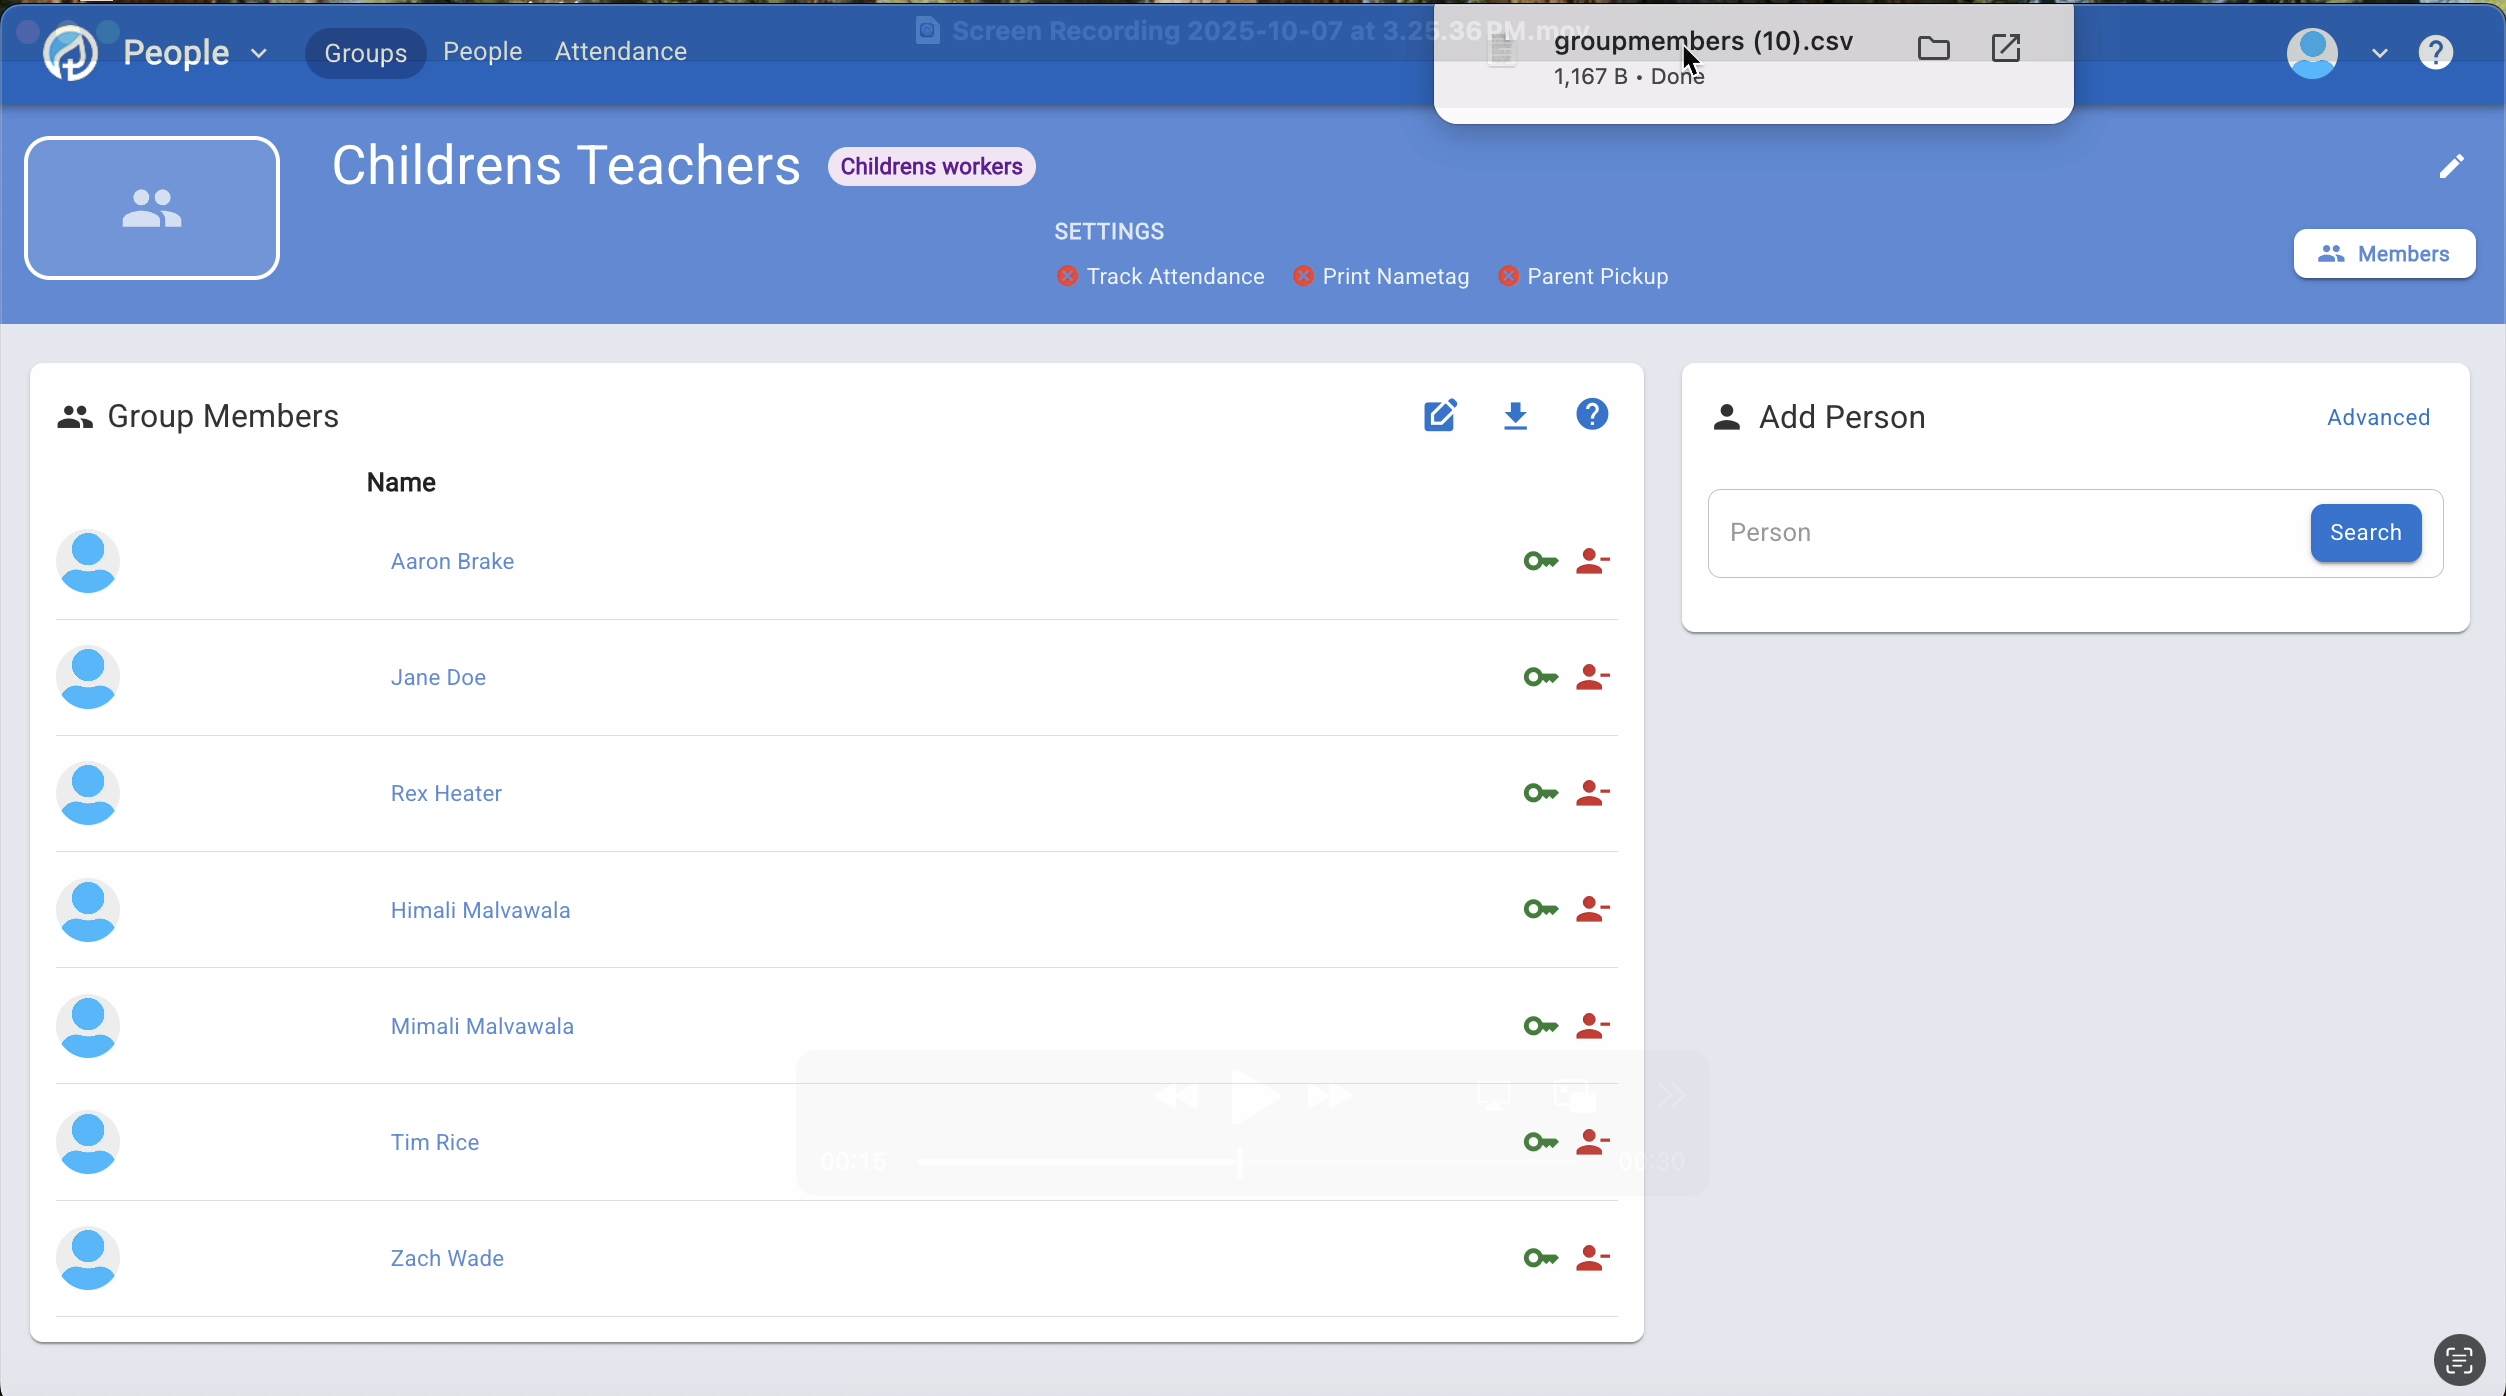 Screen Recording 2025-10-07 at 3.25.36 PM.mov
People Groups People Attendance
groupmembers (10).csv
1,167 B • Done
?
Childrens Teachers Childrens workers
SETTINGS
Track Attendance Print Nametag Parent Pickup
Members
Group Members
?
Name
Aaron Brake
Jane Doe
Rex Heater
Himali Malvawala
Mimali Malvawala
Tim Rice
00:15 00:30
Zach Wade
Add Person Advanced
Person Search